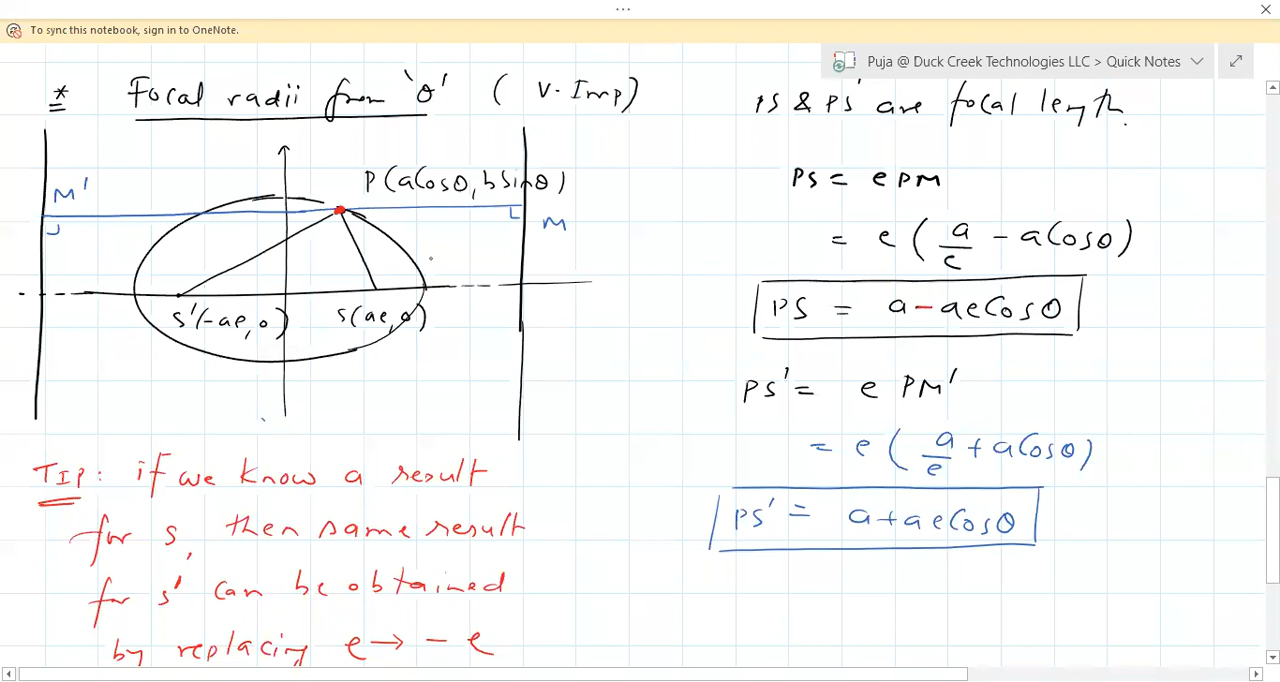 To sync this notebook, sign in to OneNote.
Puja @ Duck Creek Technologies LLC > Quick Notes
* Focal radii from 'θ' ( V. Imp)
M'
P(acosθ, bsinθ)
M
s'(-ae, 0)
s(ae, 0)
TIP: if we know a result
for s, then same result
for s' can be obtained
by replacing e → - e
PS & PS' are focal length.
PS = e PM
= e ( a/e - acosθ)
PS = a - aecosθ
PS' = e PM'
= e ( a/e + acosθ)
PS' = a+aecosθ